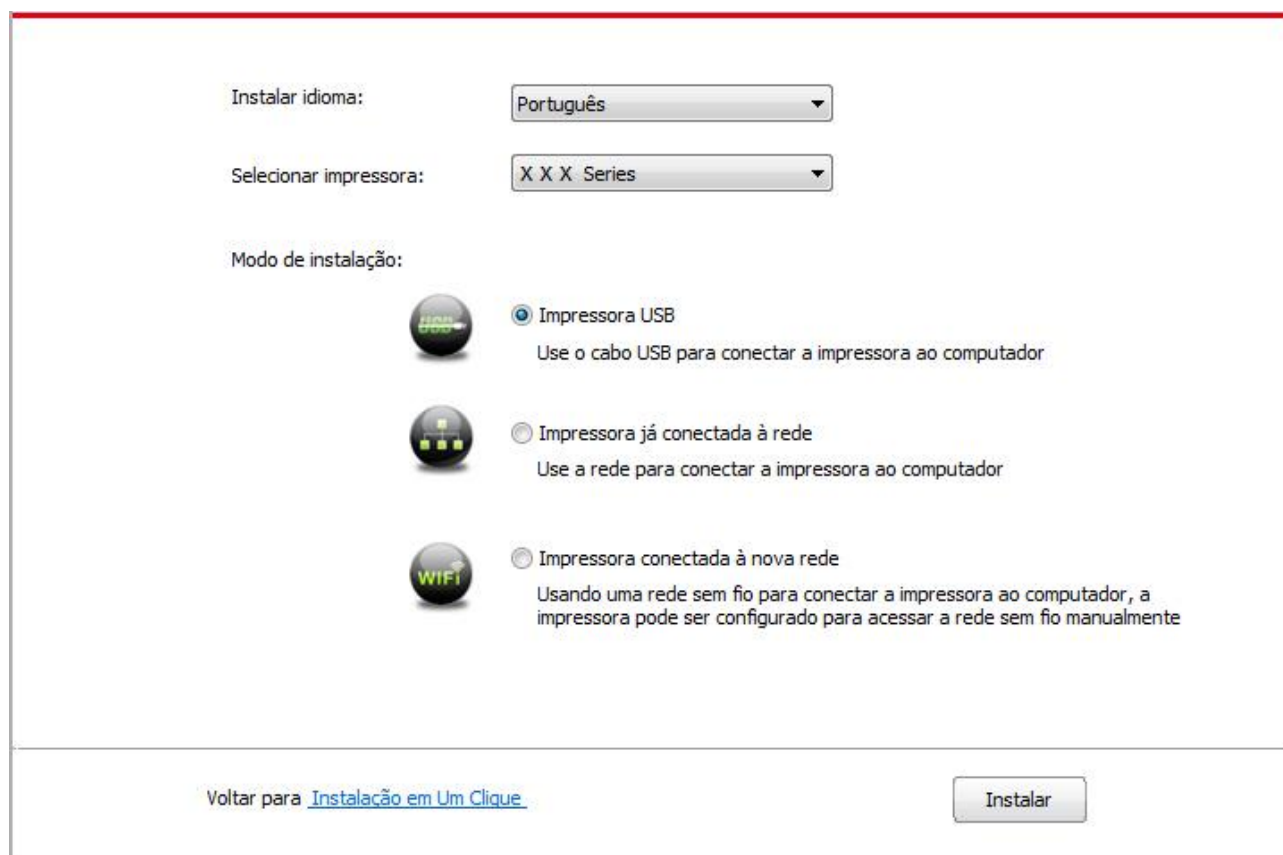 Instalar idioma:
Português
Selecionar impressora:
X X X Series
Modo de instalação:
USB
Impressora USB
Use o cabo USB para conectar a impressora ao computador
Impressora já conectada à rede
Use a rede para conectar a impressora ao computador
WiFi
Impressora conectada à nova rede
Usando uma rede sem fio para conectar a impressora ao computador, a
impressora pode ser configurado para acessar a rede sem fio manualmente
Voltar para Instalação em Um Clique
Instalar